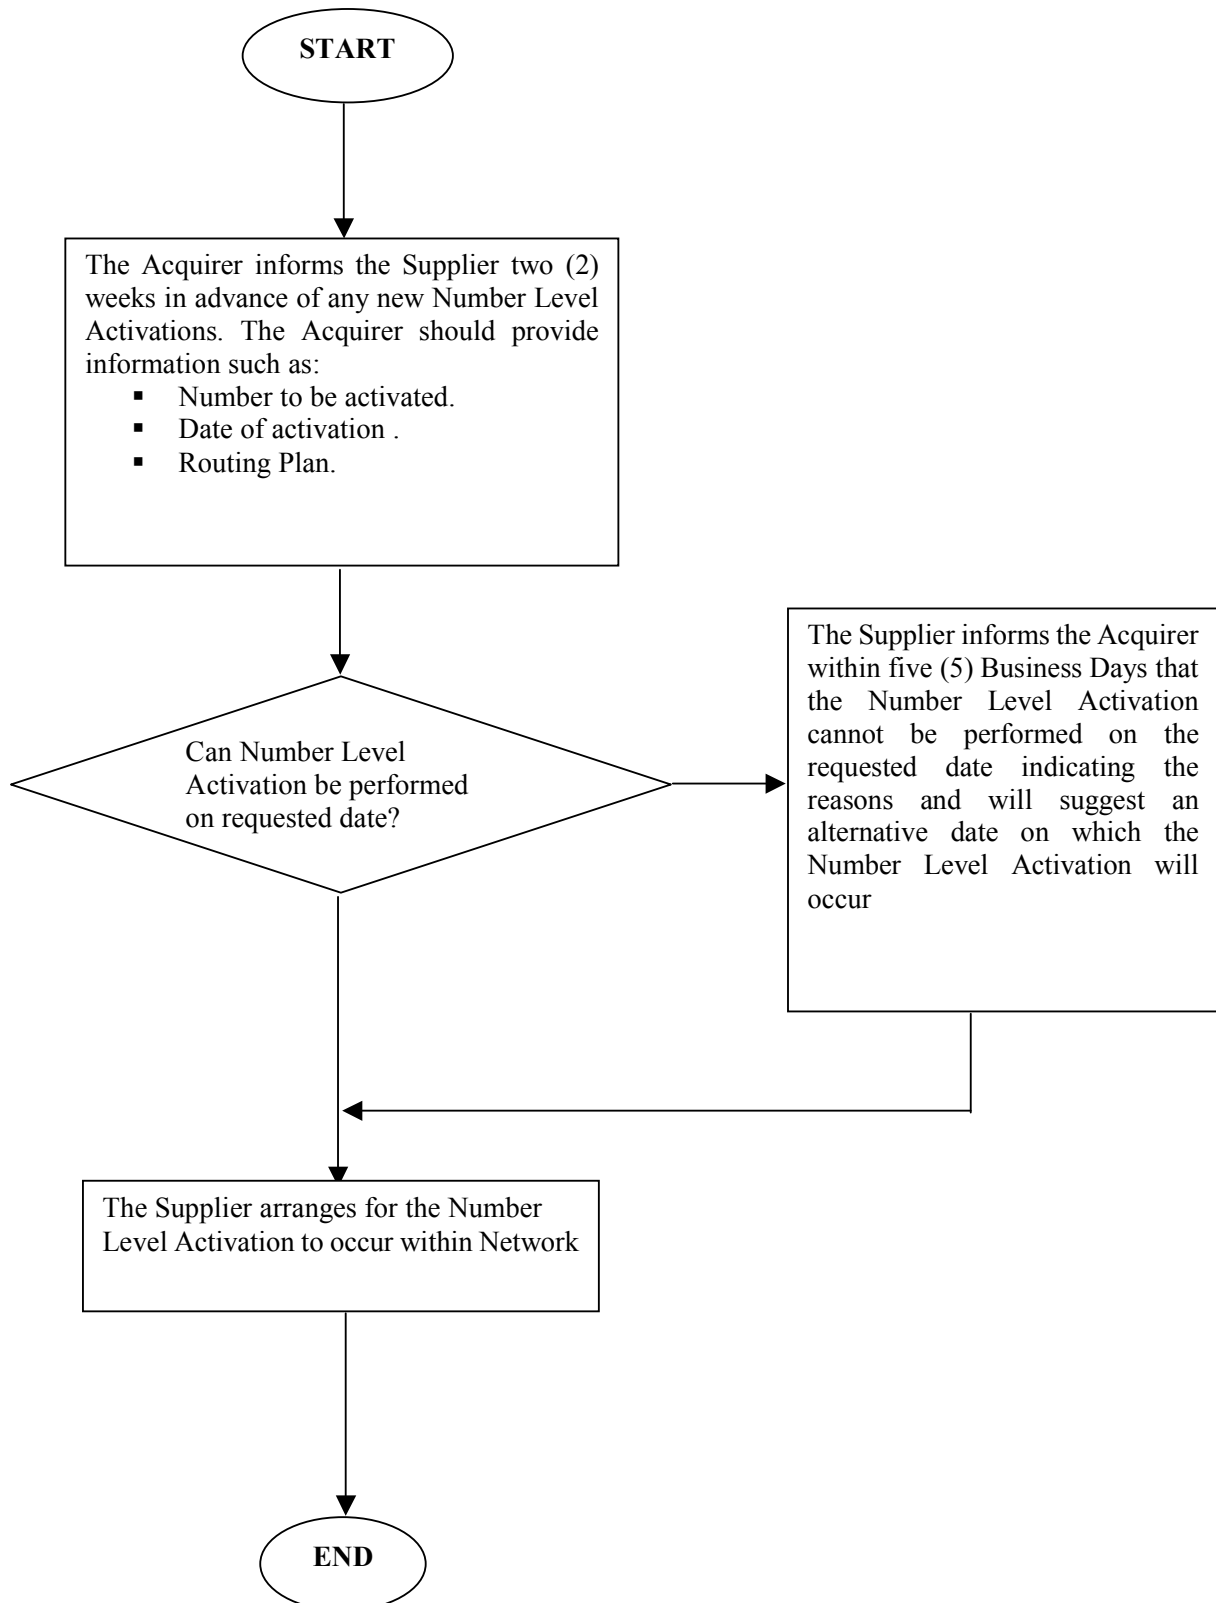 START
The Acquirer informs the Supplier two (2)
weeks in advance of any new Number Level
Activations. The Acquirer should provide
information such as:
▪ Number to be activated.
▪ Date of activation .
▪ Routing Plan.
Can Number Level
Activation be performed
on requested date?
The Supplier informs the Acquirer
within five (5) Business Days that
the Number Level Activation
cannot be performed on the
requested date indicating the
reasons and will suggest an
alternative date on which the
Number Level Activation will
occur
The Supplier arranges for the Number
Level Activation to occur within Network
END